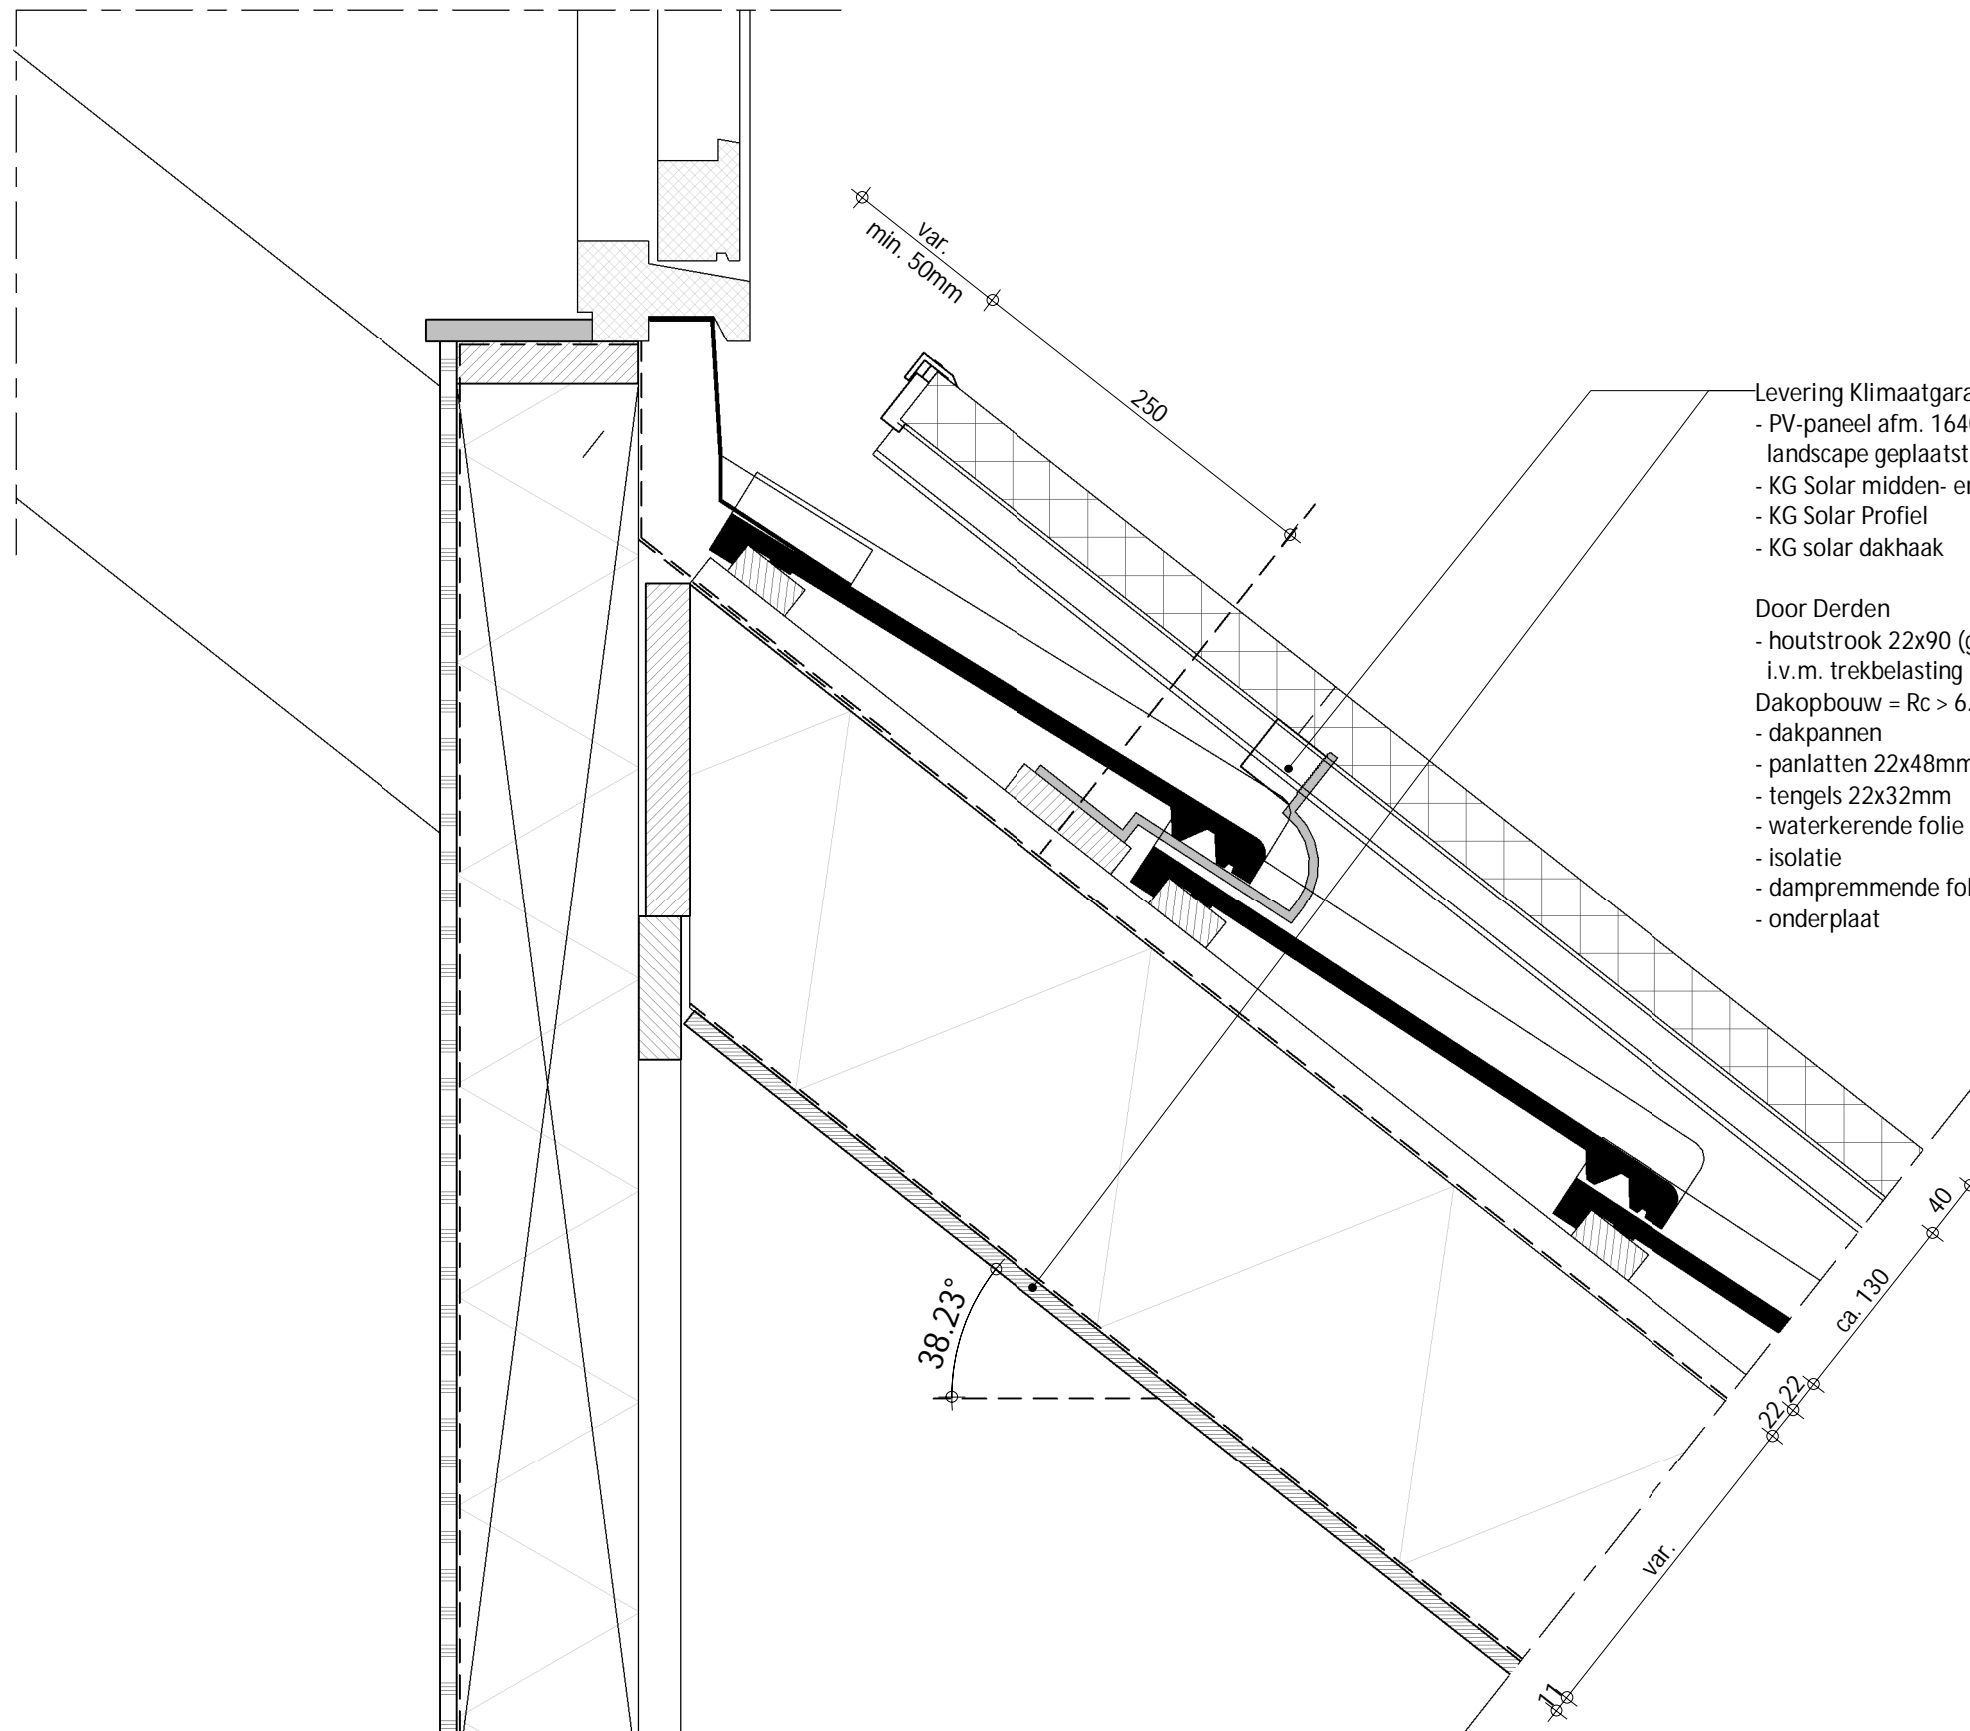 var.
min. 50mm
250
Levering Klimaatgara
- PV-paneel afm. 164
landscape geplaatst
- KG Solar midden- e
- KG Solar Profiel
- KG solar dakhaak
Door Derden
- houtstrook 22x90 (
i.v.m. trekbelasting
Dakopbouw = Rc > 6.
- dakpannen
- panlatten 22x48mm
- tengels 22x32mm
- waterkerende folie
- isolatie
- dampremmende fol
- onderplaat
38.23°
40
ca. 130
22
22
var.
11